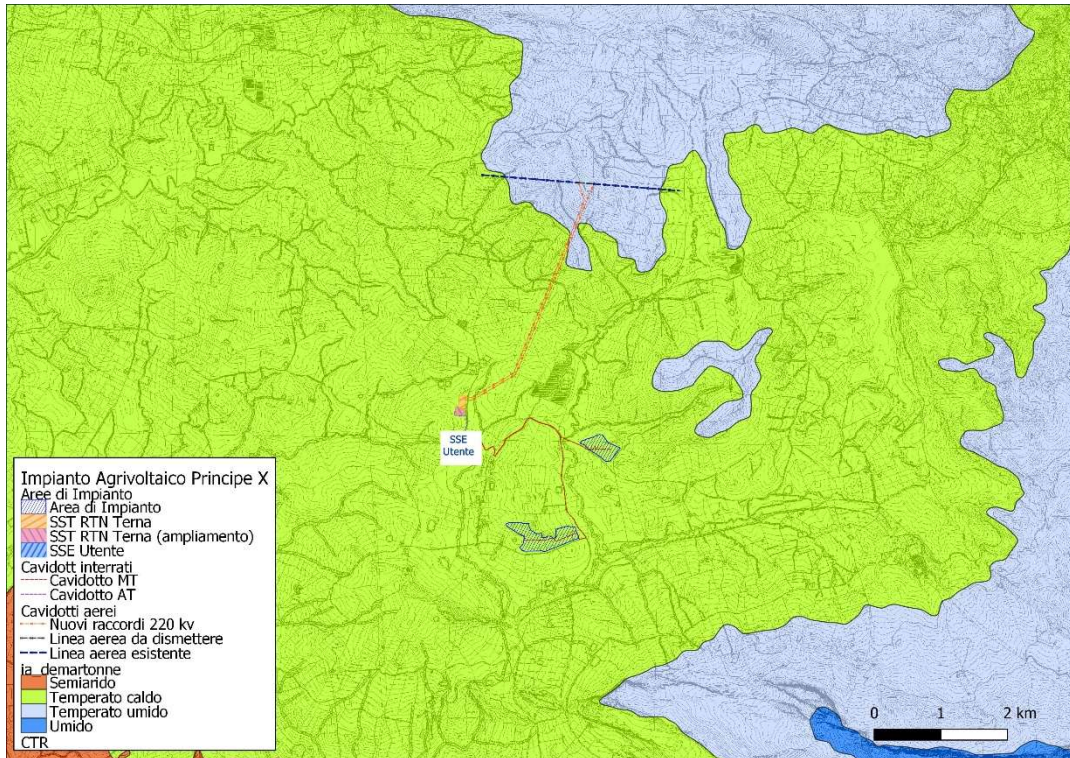 SSE
Utente
Impianto Agrivoltaico Principe X
Aree di Impianto
Area di Impianto
SST RTN Terna
SST RTN Terna (ampliamento)
SSE Utente
Cavidott interrati
Cavidotto MT
Cavidotto AT
Cavidotti aerei
Nuovi raccordi 220 kv
Linea aerea da dismettere
Linea aerea esistente
ia_demartonne
Semiarido
Temperato caldo
Temperato umido
Umido
CTR
0 1 2 km